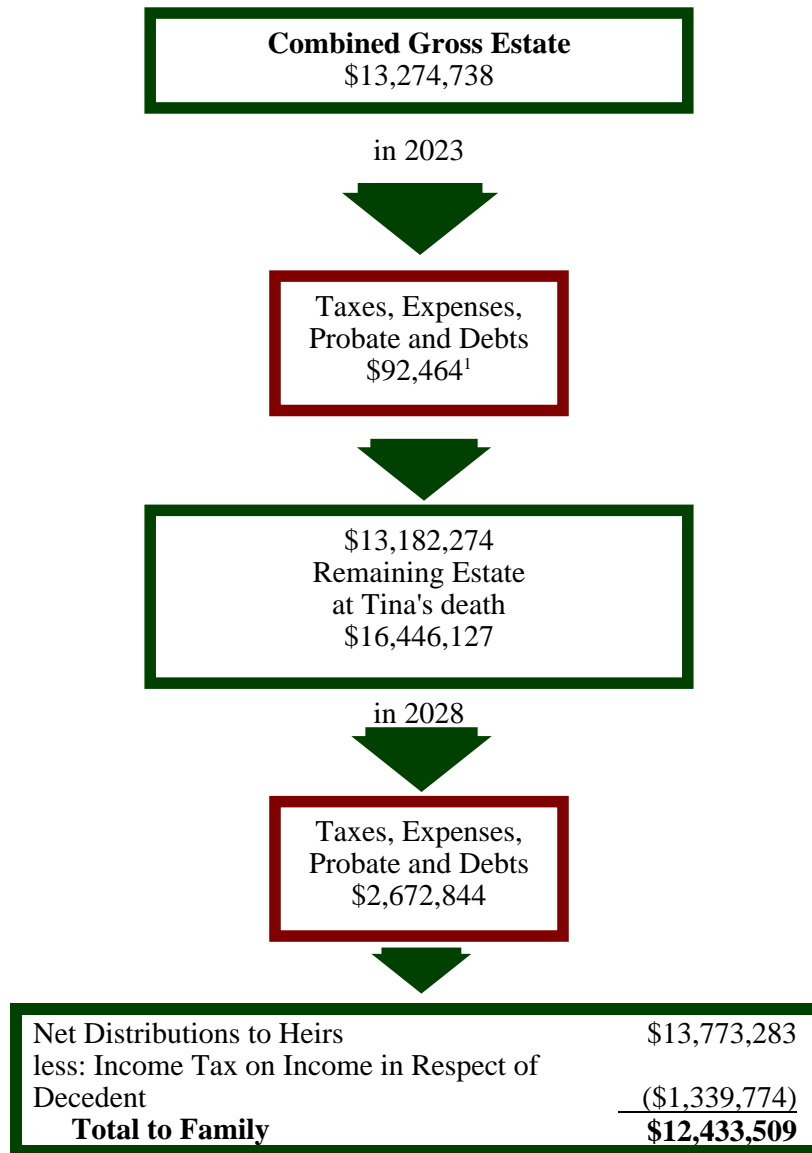 Combined Gross Estate
$13,274,738
in 2023
Taxes, Expenses,
Probate and Debts
$92,464¹
$13,182,274
Remaining Estate
at Tina's death
$16,446,127
in 2028
Taxes, Expenses,
Probate and Debts
$2,672,844
Net Distributions to Heirs $13,773,283
less: Income Tax on Income in Respect of
Decedent ($1,339,774)
Total to Family $12,433,509